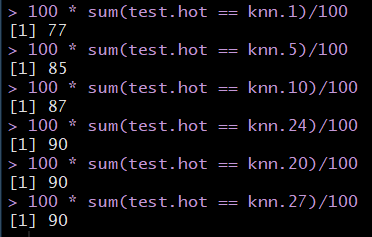 > 100 * sum(test.hot == knn.1)/100
[1] 77
> 100 * sum(test.hot == knn.5)/100
[1] 85
> 100 * sum(test.hot == knn.10)/100
[1] 87
> 100 * sum(test.hot == knn.24)/100
[1] 90
> 100 * sum(test.hot == knn.20)/100
[1] 90
> 100 * sum(test.hot == knn.27)/100
[1] 90